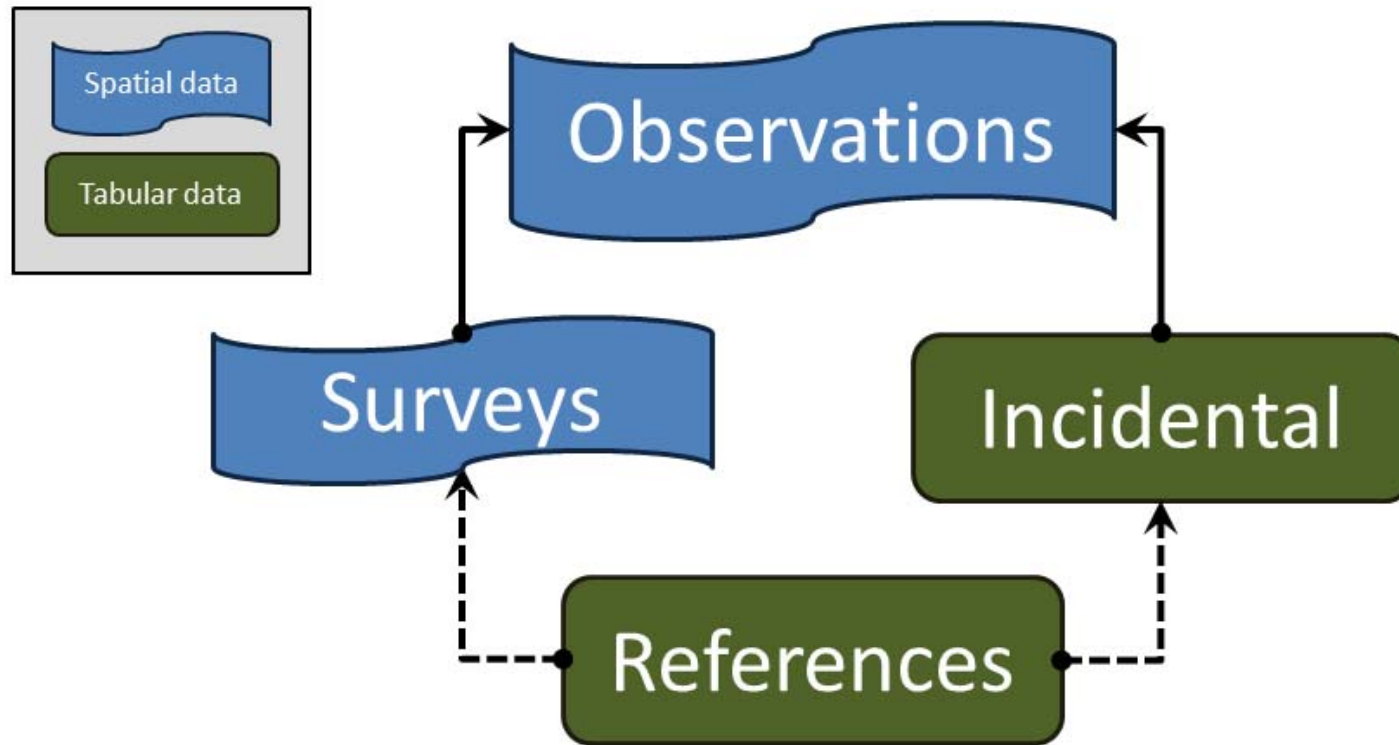 Spatial data
Tabular data
Observations
Surveys
Incidental
References